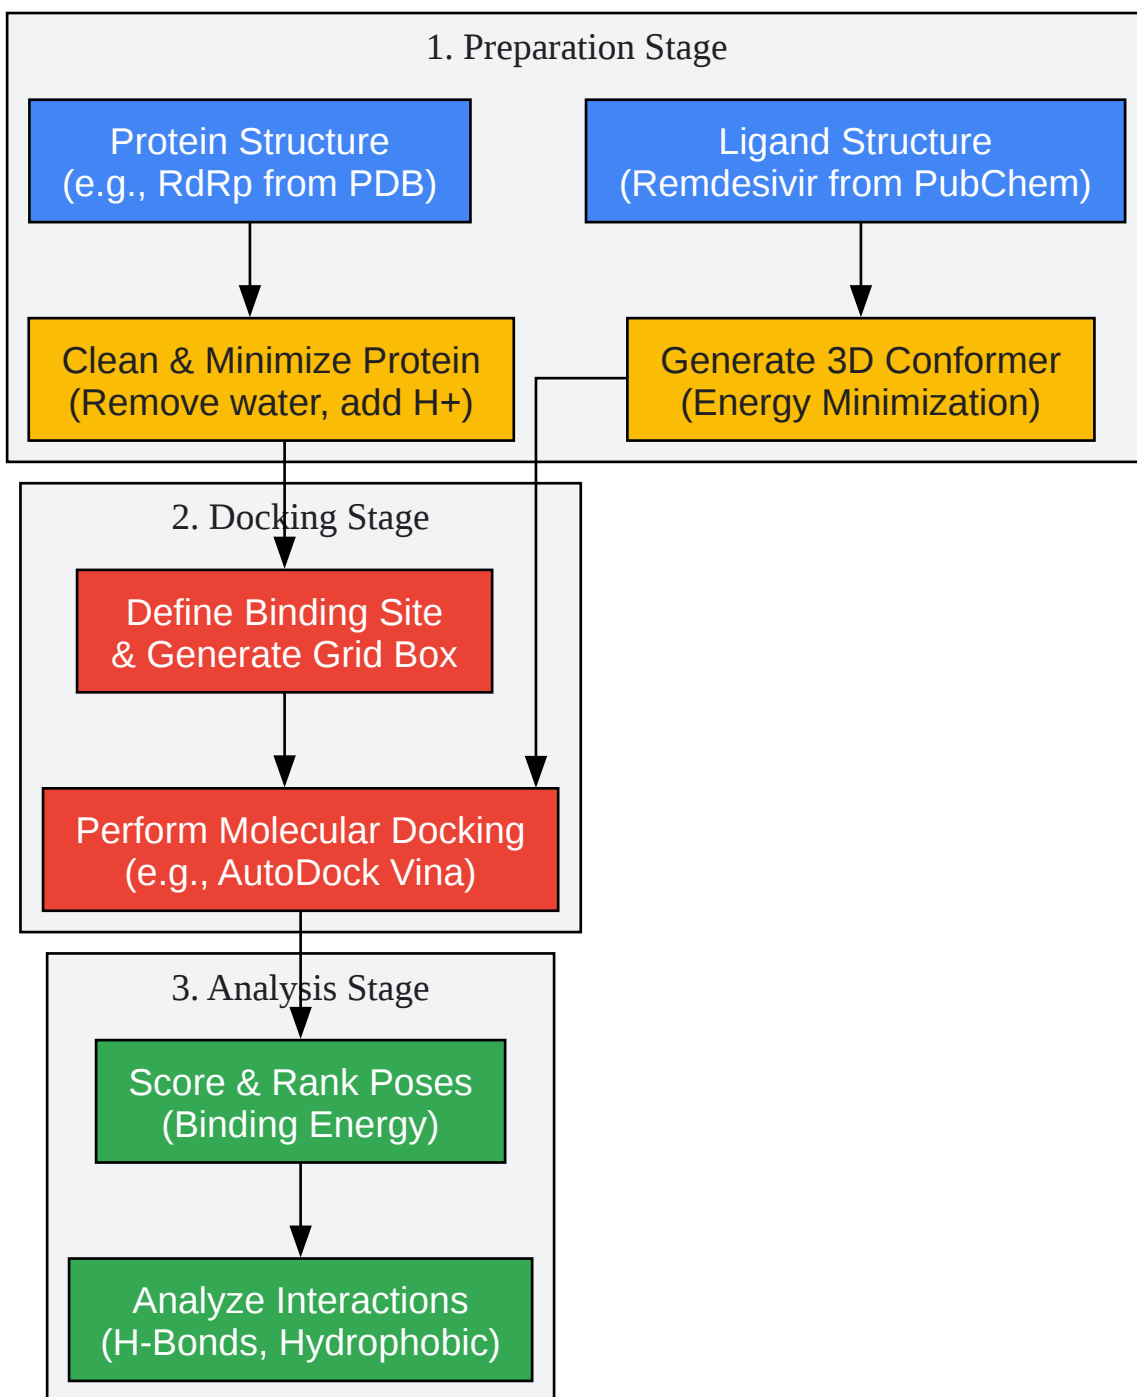 1. Preparation Stage
Protein Structure
(e.g., RdRp from PDB)
Ligand Structure
(Remdesivir from PubChem)
Clean & Minimize Protein
(Remove water, add H+)
Generate 3D Conformer
(Energy Minimization)
2. Docking Stage
Define Binding Site
& Generate Grid Box
Perform Molecular Docking
(e.g., AutoDock Vina)
3. Analysis Stage
Score & Rank Poses
(Binding Energy)
Analyze Interactions
(H-Bonds, Hydrophobic)